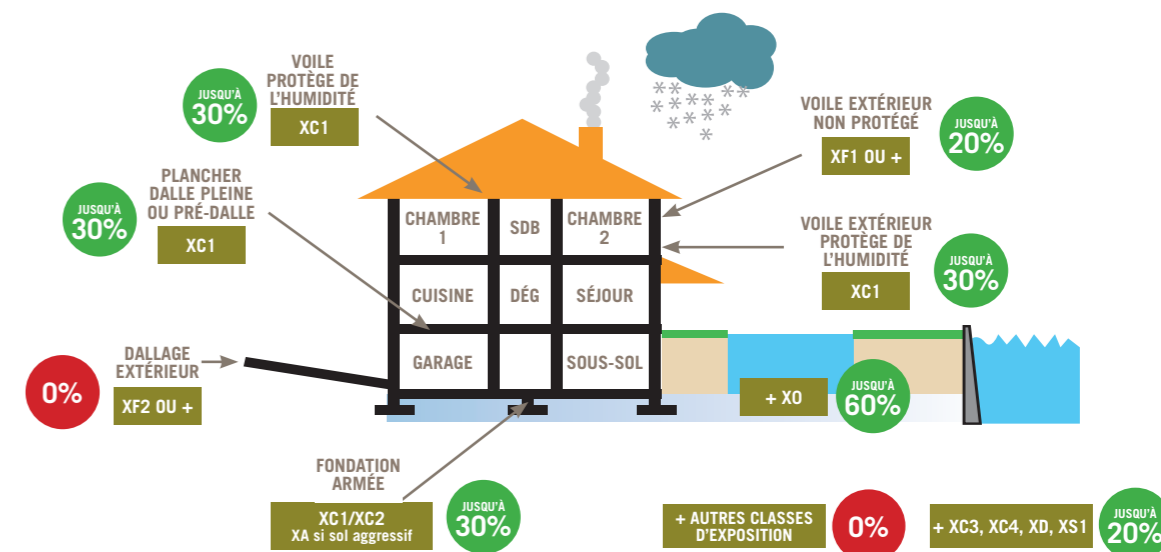 VOILE
PROTÈGE DE
L'HUMIDITÉ
XC1
JUSQU'À
30%
PLANCHER
DALLE PLEINE
OU PRÉ-DALLE
XC1
JUSQU'À
30%
VOILE EXTÉRIEUR
NON PROTÉGÉ
XF1 OU +
JUSQU'À
20%
VOILE EXTÉRIEUR
PROTÈGE DE
L'HUMIDITÉ
XC1
JUSQU'À
30%
CHAMBRE
1
SDB
CHAMBRE
2
CUISINE
DÉG
SÉJOUR
GARAGE
SOUS-SOL
DALLAGE
EXTÉRIEUR
XF2 OU +
0%
+ XO
JUSQU'À
60%
FONDATION
ARMÉE
XC1/XC2
XA si sol aggressif
JUSQU'À
30%
+ AUTRES CLASSES
D'EXPOSITION
0%
+ XC3, XC4, XD, XS1
JUSQU'À
20%